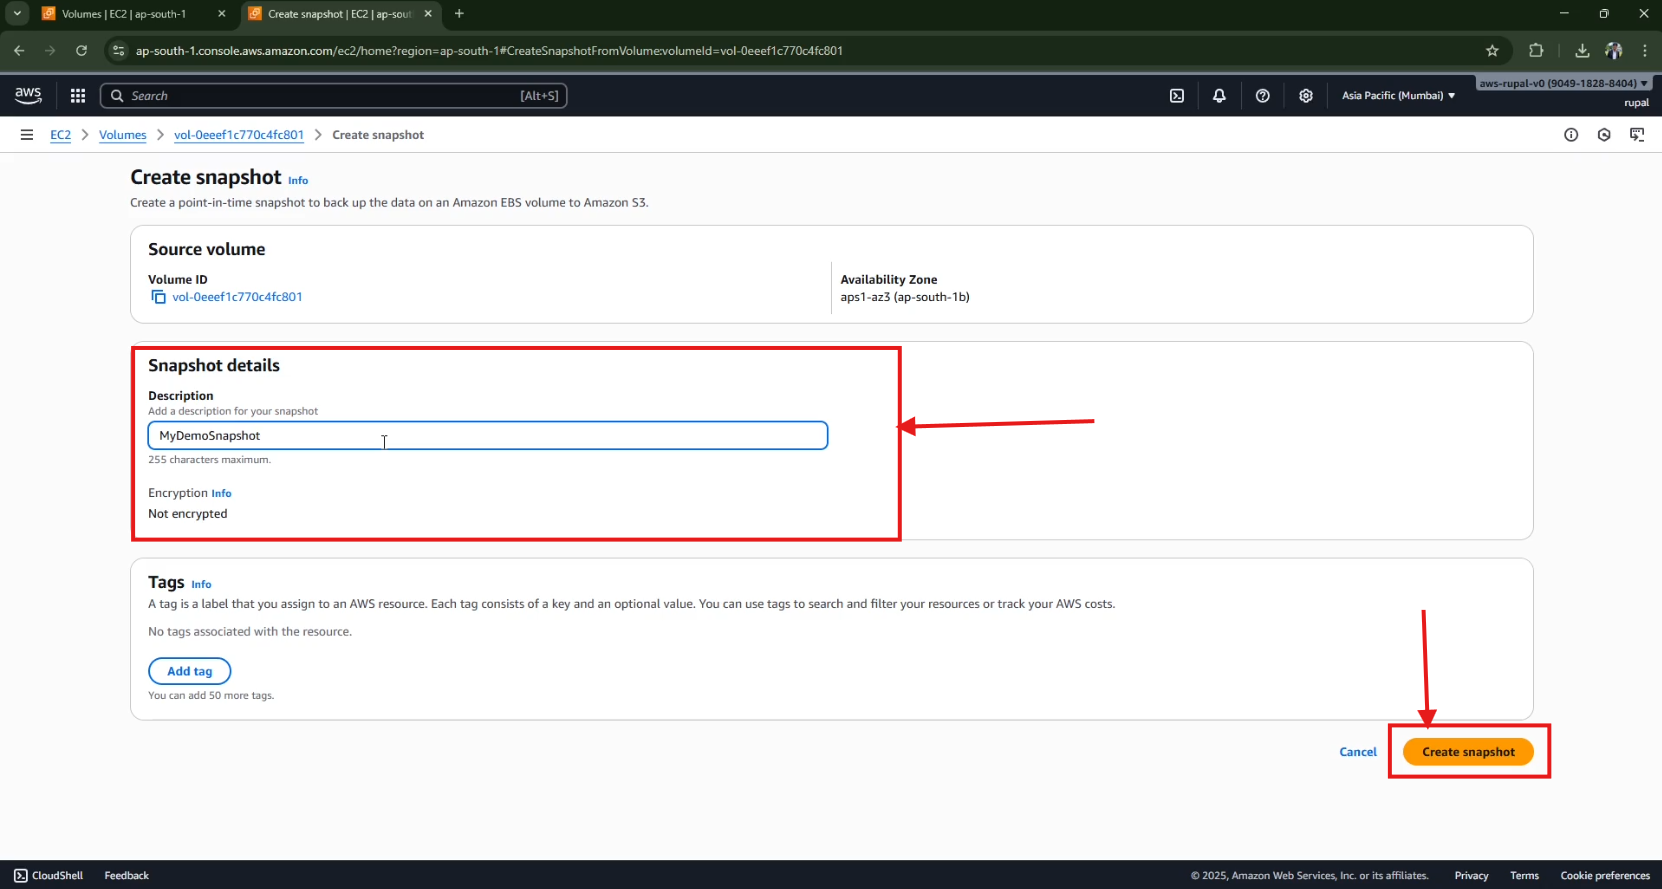 Volumes | EC2 | ap-south-1
Create snapshot | EC2 | ap-sout
ap-south-1.console.aws.amazon.com/ec2/home?region=ap-south-1#CreateSnapshotFromVolume:volumeId=vol-0eeef1c770c4fc801
aws
Search
[Alt+S]
Asia Pacific (Mumbai)
aws-rupal-v0 (9049-1828-8404)
rupal
EC2 > Volumes > vol-0eeef1c770c4fc801 > Create snapshot
Create snapshot Info
Create a point-in-time snapshot to back up the data on an Amazon EBS volume to Amazon S3.
Source volume
Volume ID
vol-0eeef1c770c4fc801
Availability Zone
aps1-az3 (ap-south-1b)
Snapshot details
Description
Add a description for your snapshot
MyDemoSnapshot
255 characters maximum.
Encryption Info
Not encrypted
Tags Info
A tag is a label that you assign to an AWS resource. Each tag consists of a key and an optional value. You can use tags to search and filter your resources or track your AWS costs.
No tags associated with the resource.
Add tag
You can add 50 more tags.
Cancel
Create snapshot
CloudShell
Feedback
© 2025, Amazon Web Services, Inc. or its affiliates.
Privacy
Terms
Cookie preferences